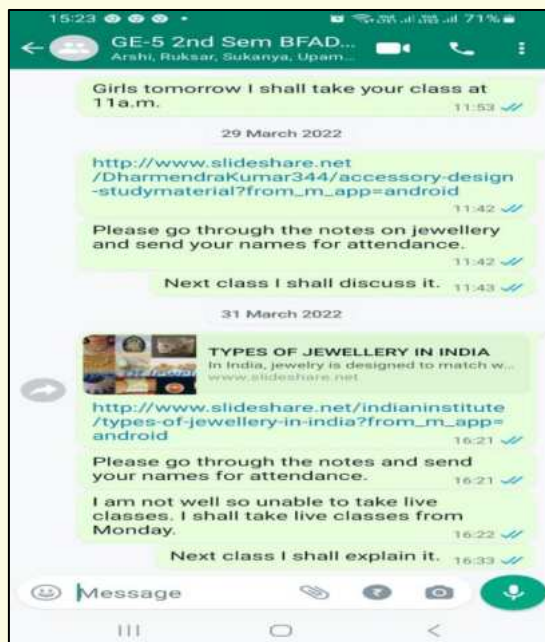 15:23
71%
GE-5 2nd Sem BFAD...
Arshi, Ruksar, Sukanya, Upam...
Girls tomorrow I shall take your class at
11a.m.
11:53
29 March 2022
http://www.slideshare.net
/DharmendraKumar344/accessory-design
-studymaterial?from_m_app=android
11:42
Please go through the notes on jewellery
and send your names for attendance.
11:42
Next class I shall discuss it. 11:43
31 March 2022
TYPES OF JEWELLERY IN INDIA
In India, jewelry is designed to match w...
www.slideshare.net
http://www.slideshare.net/indianinstitute
/types-of-jewellery-in-india?from_m_app=
android
16:21
Please go through the notes and send
your names for attendance.
16:21
I am not well so unable to take live
classes. I shall take live classes from
Monday.
16:22
Next class I shall explain it. 16:33
Message